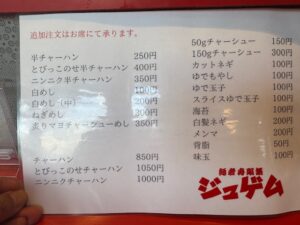 追加注文はお席にて承ります。
半チャーハン 250円
とびっこのせ半チャーハン 400円
ニンニク半チャーハン 350円
白めし 100円
白めし(中) 200円
ねぎめし 300円
炙りマヨチャーシューめし 350円
チャーハン 850円
とびっこのせチャーハン 1050円
ニンニクチャーハン 1000円
50gチャーシュー 150円
150gチャーシュー 300円
カットネギ 100円
ゆでもやし 100円
ゆで玉子 100円
スライスゆで玉子 100円
海苔 100円
白髪ネギ 200円
メンマ 200円
背脂 50円
味玉 100円
ジュゲム